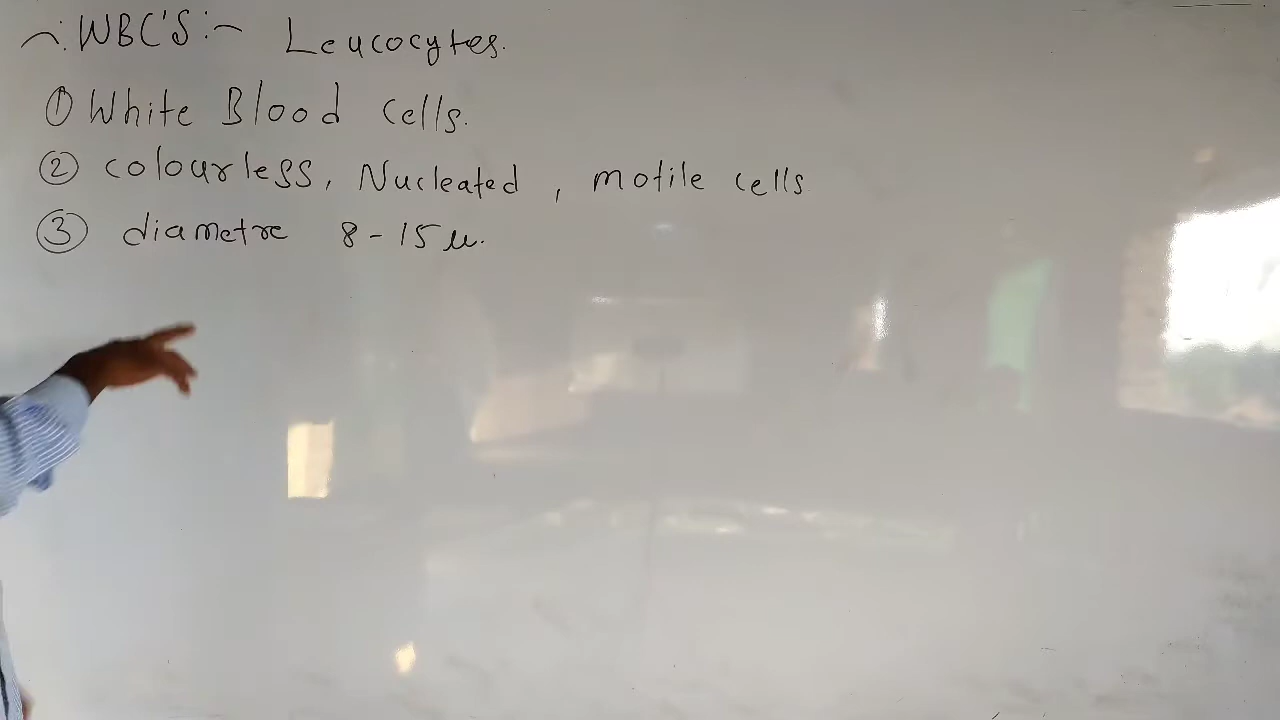 ∼: WBC'S :∼ Leucocytes.
① White Blood cells.
② colourless, Nucleated, motile cells
③ diametre 8-15 μ.